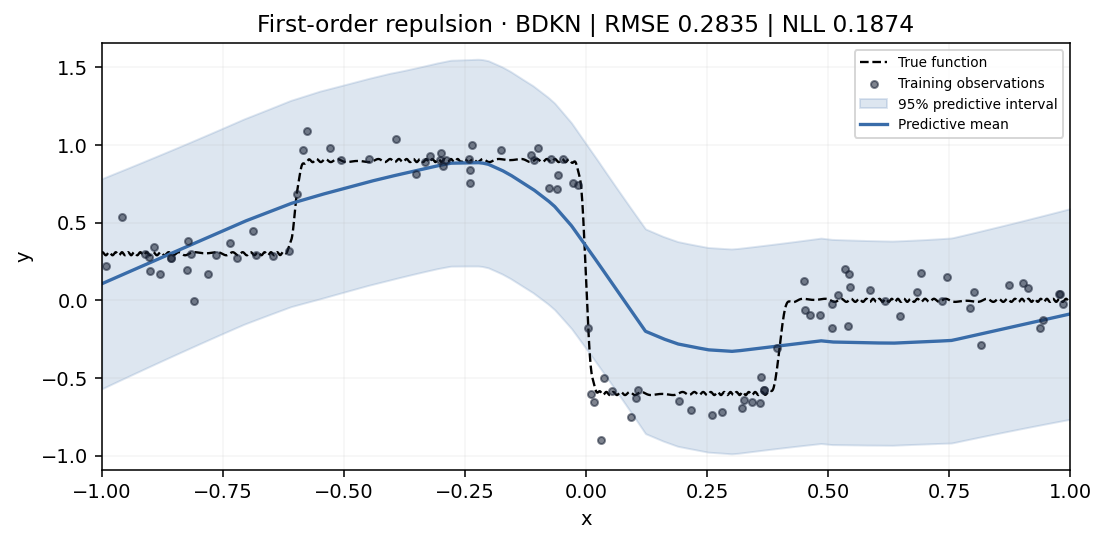 First-order repulsion · BDKN | RMSE 0.2835 | NLL 0.1874
True function
Training observations
95% predictive interval
Predictive mean
y
1.5
1.0
0.5
0.0
−0.5
−1.0
−1.00 −0.75 −0.50 −0.25 0.00 0.25 0.50 0.75 1.00
x